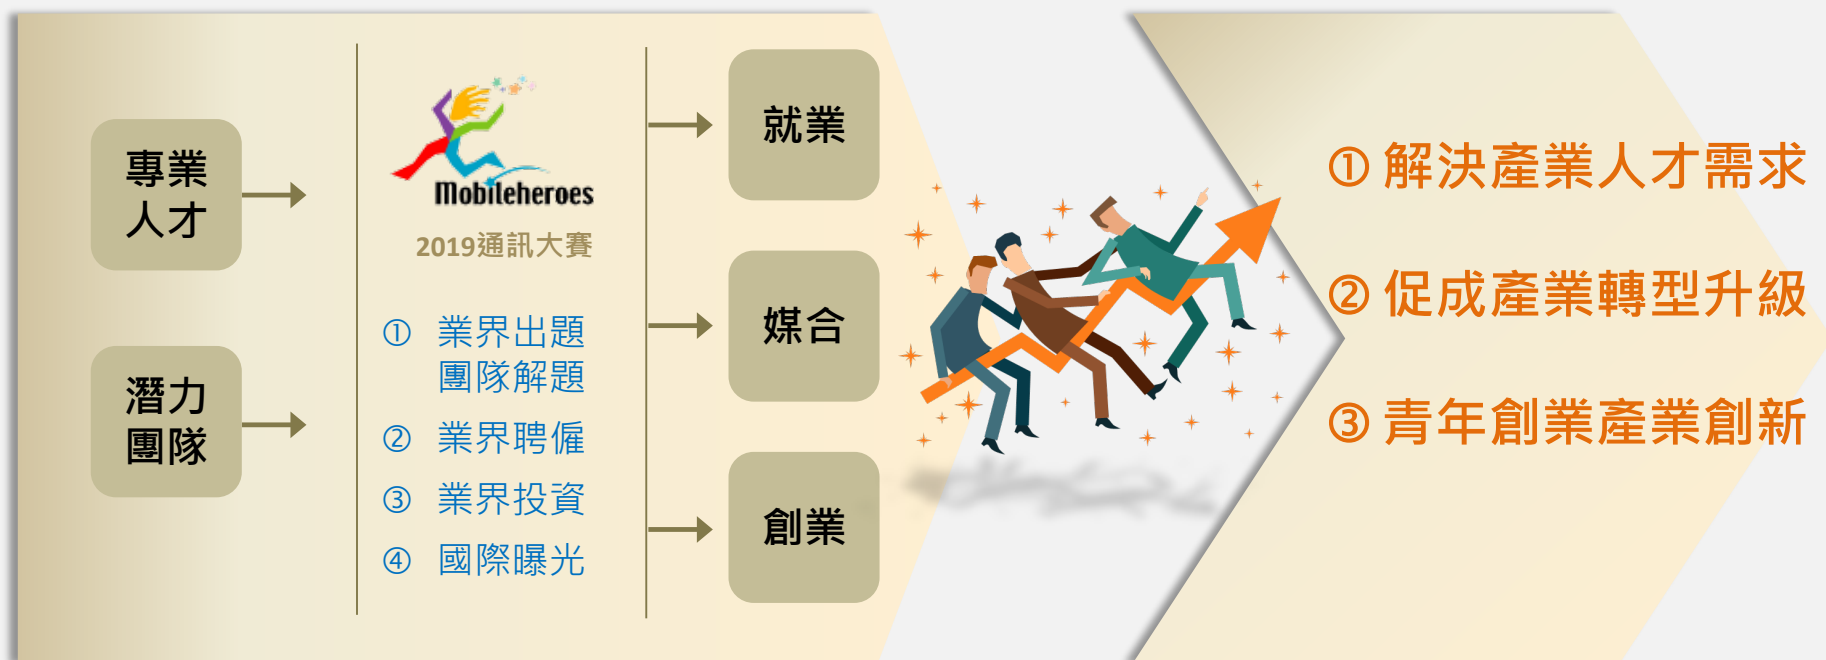 專業
人才
潛力
團隊
Mobileheroes
2019通訊大賽
① 業界出題
團隊解題
② 業界聘僱
③ 業界投資
④ 國際曝光
就業
媒合
創業
① 解決產業人才需求
② 促成產業轉型升級
③ 青年創業產業創新